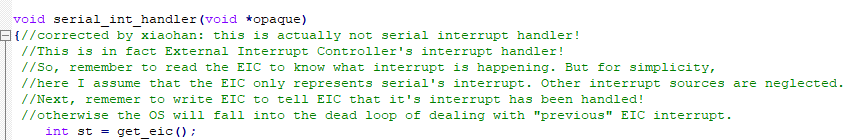 void serial_int_handler(void *opaque)
{//corrected by xiaohan: this is actually not serial interrupt handler!
//This is in fact External Interrupt Controller's interrupt handler!
//So, remember to read the EIC to know what interrupt is happening. But for simplicity,
//here I assume that the EIC only represents serial's interrupt. Other interrupt sources are neglected.
//Next, rememer to write EIC to tell EIC that it's interrupt has been handled!
//otherwise the OS will fall into the dead loop of dealing with "previous" EIC interrupt.
int st = get_eic();